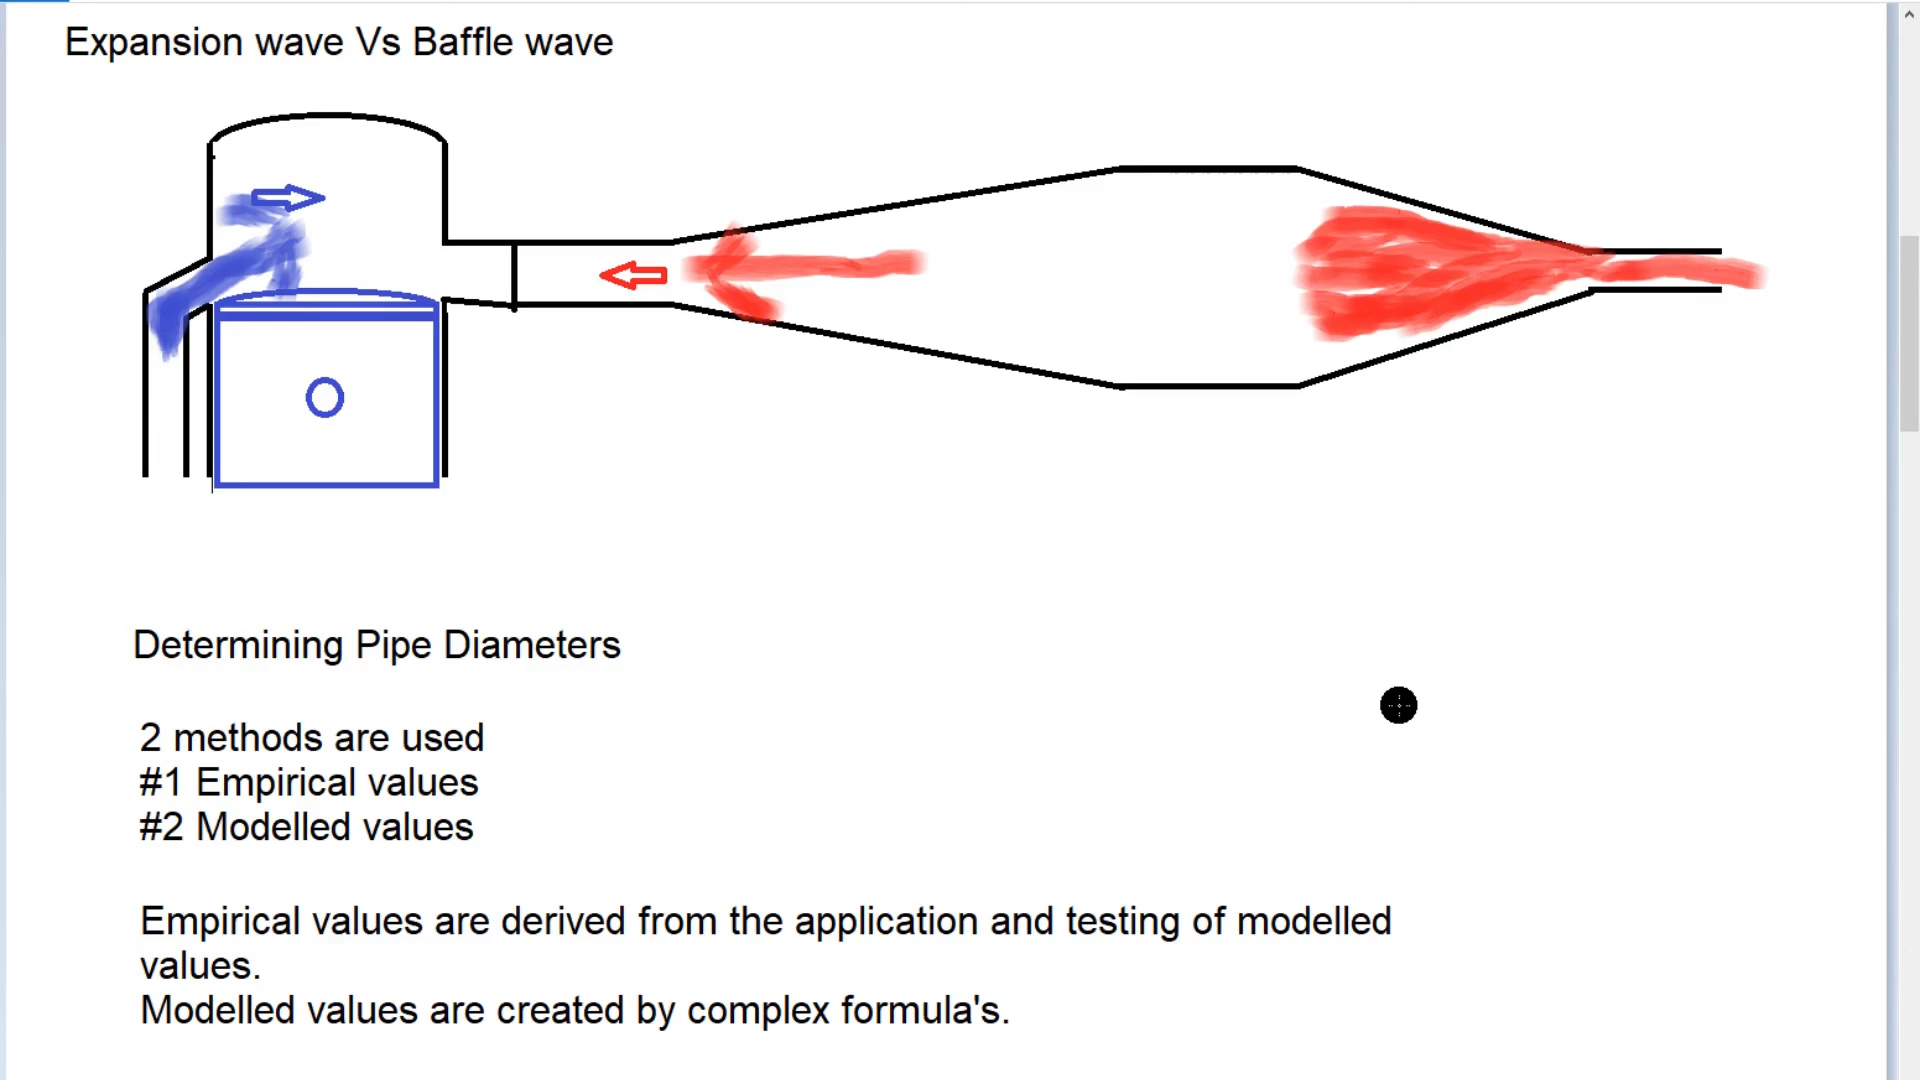 Expansion wave Vs Baffle wave
Determining Pipe Diameters
2 methods are used
#1 Empirical values
#2 Modelled values
Empirical values are derived from the application and testing of modelled
values.
Modelled values are created by complex formula's.